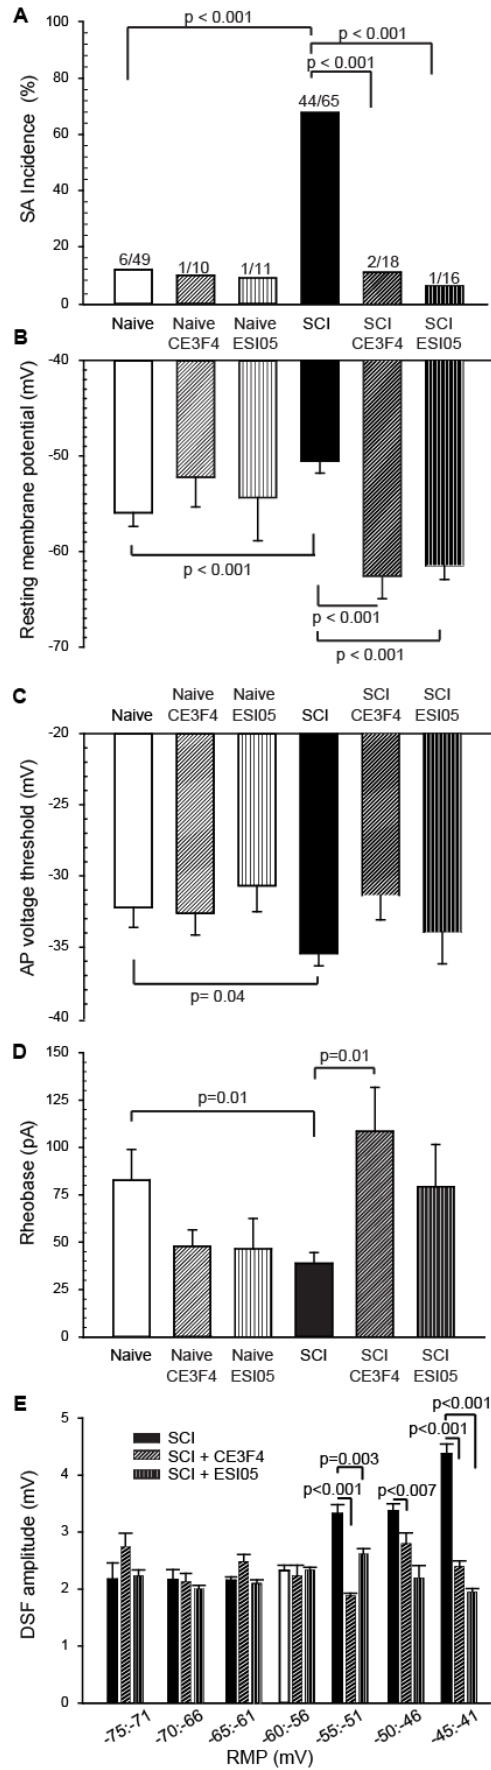 A
100
p < 0.001
p < 0.001
p < 0.001
80
44/65
SA Incidence (%)
60
40
20
6/49
1/10
1/11
2/18
1/16
0
Naive
Naive
CE3F4
Naive
ESI05
SCI
SCI
CE3F4
SCI
ESI05
B
-40
Resting membrane potential (mV)
-50
-60
p < 0.001
p < 0.001
-70
p < 0.001
C
Naive
Naive
CE3F4
Naive
ESI05
SCI
SCI
CE3F4
SCI
ESI05
-20
AP voltage threshold (mV)
-25
-30
-35
p= 0.04
-40
D
150
p=0.01
125
p=0.01
Rheobase (pA)
100
75
50
25
0
Naive
Naive
CE3F4
Naive
ESI05
SCI
SCI
CE3F4
SCI
ESI05
E
5
SCI
SCI + CE3F4
SCI + ESI05
p<0.001
p<0.001
p=0.003
p<0.001
p<0.007
DSF amplitude (mV)
4
3
2
1
0
-75:-71
-70:-66
-65:-61
-60:-56
-55:-51
-50:-46
-45:-41
RMP (mV)